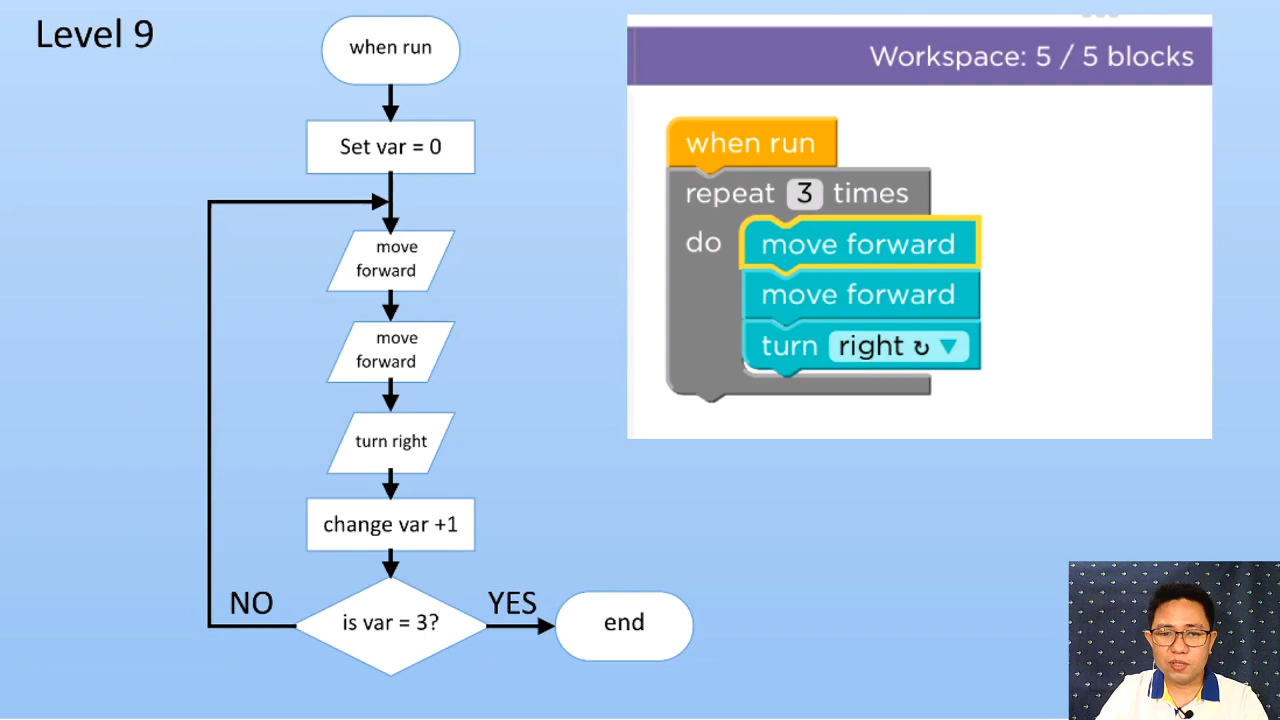 Level 9
when run
Set var = 0
move
forward
move
forward
turn right
change var +1
is var = 3?
NO
YES
end
Workspace: 5 / 5 blocks
when run
repeat 3 times
do move forward
move forward
turn right ↻ ▼